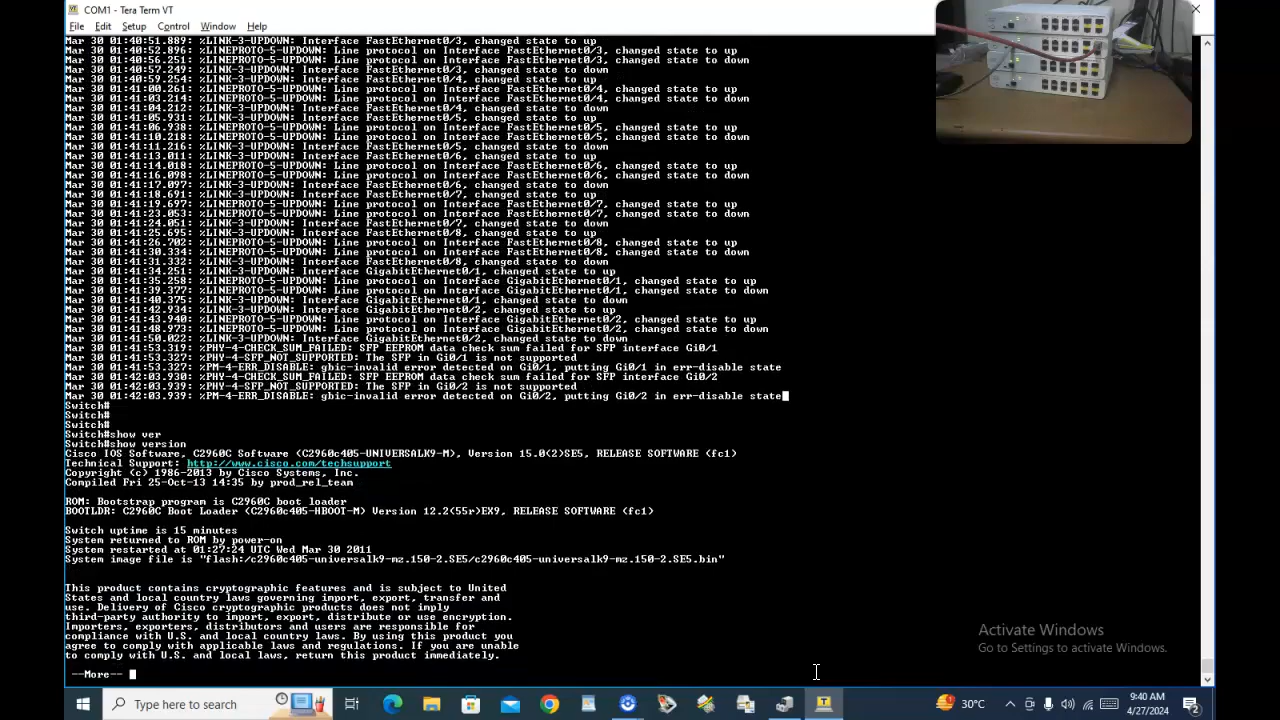 COM1 - Tera Term VT
File Edit Setup Control Window Help
Mar 30 01:40:51.889: %LINK-3-UPDOWN: Interface FastEthernet0/3, changed state to up
Mar 30 01:40:52.896: %LINEPROTO-5-UPDOWN: Line protocol on Interface FastEthernet0/3, changed state to up
Mar 30 01:40:56.251: %LINEPROTO-5-UPDOWN: Line protocol on Interface FastEthernet0/3, changed state to down
Mar 30 01:40:57.249: %LINK-3-UPDOWN: Interface FastEthernet0/3, changed state to down
Mar 30 01:40:59.254: %LINK-3-UPDOWN: Interface FastEthernet0/4, changed state to up
Mar 30 01:41:00.261: %LINEPROTO-5-UPDOWN: Line protocol on Interface FastEthernet0/4, changed state to up
Mar 30 01:41:03.214: %LINEPROTO-5-UPDOWN: Line protocol on Interface FastEthernet0/4, changed state to down
Mar 30 01:41:04.212: %LINK-3-UPDOWN: Interface FastEthernet0/4, changed state to down
Mar 30 01:41:05.931: %LINK-3-UPDOWN: Interface FastEthernet0/5, changed state to up
Mar 30 01:41:06.938: %LINEPROTO-5-UPDOWN: Line protocol on Interface FastEthernet0/5, changed state to up
Mar 30 01:41:10.218: %LINEPROTO-5-UPDOWN: Line protocol on Interface FastEthernet0/5, changed state to down
Mar 30 01:41:11.216: %LINK-3-UPDOWN: Interface FastEthernet0/5, changed state to down
Mar 30 01:41:13.011: %LINK-3-UPDOWN: Interface FastEthernet0/6, changed state to up
Mar 30 01:41:14.018: %LINEPROTO-5-UPDOWN: Line protocol on Interface FastEthernet0/6, changed state to up
Mar 30 01:41:16.098: %LINEPROTO-5-UPDOWN: Line protocol on Interface FastEthernet0/6, changed state to down
Mar 30 01:41:17.097: %LINK-3-UPDOWN: Interface FastEthernet0/6, changed state to down
Mar 30 01:41:18.691: %LINK-3-UPDOWN: Interface FastEthernet0/7, changed state to up
Mar 30 01:41:19.697: %LINEPROTO-5-UPDOWN: Line protocol on Interface FastEthernet0/7, changed state to up
Mar 30 01:41:23.053: %LINEPROTO-5-UPDOWN: Line protocol on Interface FastEthernet0/7, changed state to down
Mar 30 01:41:24.051: %LINK-3-UPDOWN: Interface FastEthernet0/7, changed state to down
Mar 30 01:41:25.695: %LINK-3-UPDOWN: Interface FastEthernet0/8, changed state to up
Mar 30 01:41:26.702: %LINEPROTO-5-UPDOWN: Line protocol on Interface FastEthernet0/8, changed state to up
Mar 30 01:41:30.334: %LINEPROTO-5-UPDOWN: Line protocol on Interface FastEthernet0/8, changed state to down
Mar 30 01:41:31.332: %LINK-3-UPDOWN: Interface FastEthernet0/8, changed state to down
Mar 30 01:41:34.251: %LINK-3-UPDOWN: Interface GigabitEthernet0/1, changed state to up
Mar 30 01:41:35.258: %LINEPROTO-5-UPDOWN: Line protocol on Interface GigabitEthernet0/1, changed state to up
Mar 30 01:41:39.377: %LINEPROTO-5-UPDOWN: Line protocol on Interface GigabitEthernet0/1, changed state to down
Mar 30 01:41:40.375: %LINK-3-UPDOWN: Interface GigabitEthernet0/1, changed state to down
Mar 30 01:41:42.934: %LINK-3-UPDOWN: Interface GigabitEthernet0/2, changed state to up
Mar 30 01:41:43.940: %LINEPROTO-5-UPDOWN: Line protocol on Interface GigabitEthernet0/2, changed state to up
Mar 30 01:41:48.973: %LINEPROTO-5-UPDOWN: Line protocol on Interface GigabitEthernet0/2, changed state to down
Mar 30 01:41:50.022: %LINK-3-UPDOWN: Interface GigabitEthernet0/2, changed state to down
Mar 30 01:41:53.319: %PHY-4-CHECK_SUM_FAILED: SFP EEPROM data check sum failed for SFP interface Gi0/1
Mar 30 01:41:53.327: %PHY-4-SFP_NOT_SUPPORTED: The SFP in Gi0/1 is not supported
Mar 30 01:41:53.327: %PM-4-ERR_DISABLE: gbic-invalid error detected on Gi0/1, putting Gi0/1 in err-disable state
Mar 30 01:42:03.930: %PHY-4-CHECK_SUM_FAILED: SFP EEPROM data check sum failed for SFP interface Gi0/2
Mar 30 01:42:03.939: %PHY-4-SFP_NOT_SUPPORTED: The SFP in Gi0/2 is not supported
Mar 30 01:42:03.939: %PM-4-ERR_DISABLE: gbic-invalid error detected on Gi0/2, putting Gi0/2 in err-disable state
Switch#
Switch#
Switch#
Switch#show ver
Switch#show version
Cisco IOS Software, C2960C Software (C2960c405-UNIVERSALK9-M), Version 15.0(2)SE5, RELEASE SOFTWARE (fc1)
Technical Support: http://www.cisco.com/techsupport
Copyright (c) 1986-2013 by Cisco Systems, Inc.
Compiled Fri 25-Oct-13 14:35 by prod_rel_team
ROM: Bootstrap program is C2960C boot loader
BOOTLDR: C2960C Boot Loader (C2960c405-HBOOT-M) Version 12.2(55r)EX9, RELEASE SOFTWARE (fc1)
Switch uptime is 15 minutes
System returned to ROM by power-on
System restarted at 01:27:24 UTC Wed Mar 30 2011
System image file is "flash:/c2960c405-universalk9-mz.150-2.SE5/c2960c405-universalk9-mz.150-2.SE5.bin"
This product contains cryptographic features and is subject to United
States and local country laws governing import, export, transfer and
use. Delivery of Cisco cryptographic products does not imply
third-party authority to import, export, distribute or use encryption.
Importers, exporters, distributors and users are responsible for
compliance with U.S. and local country laws. By using this product you
agree to comply with applicable laws and regulations. If you are unable
to comply with U.S. and local laws, return this product immediately.
--More--
Activate Windows
Go to Settings to activate Windows.
Type here to search
30°C
9:40 AM
4/27/2024
2